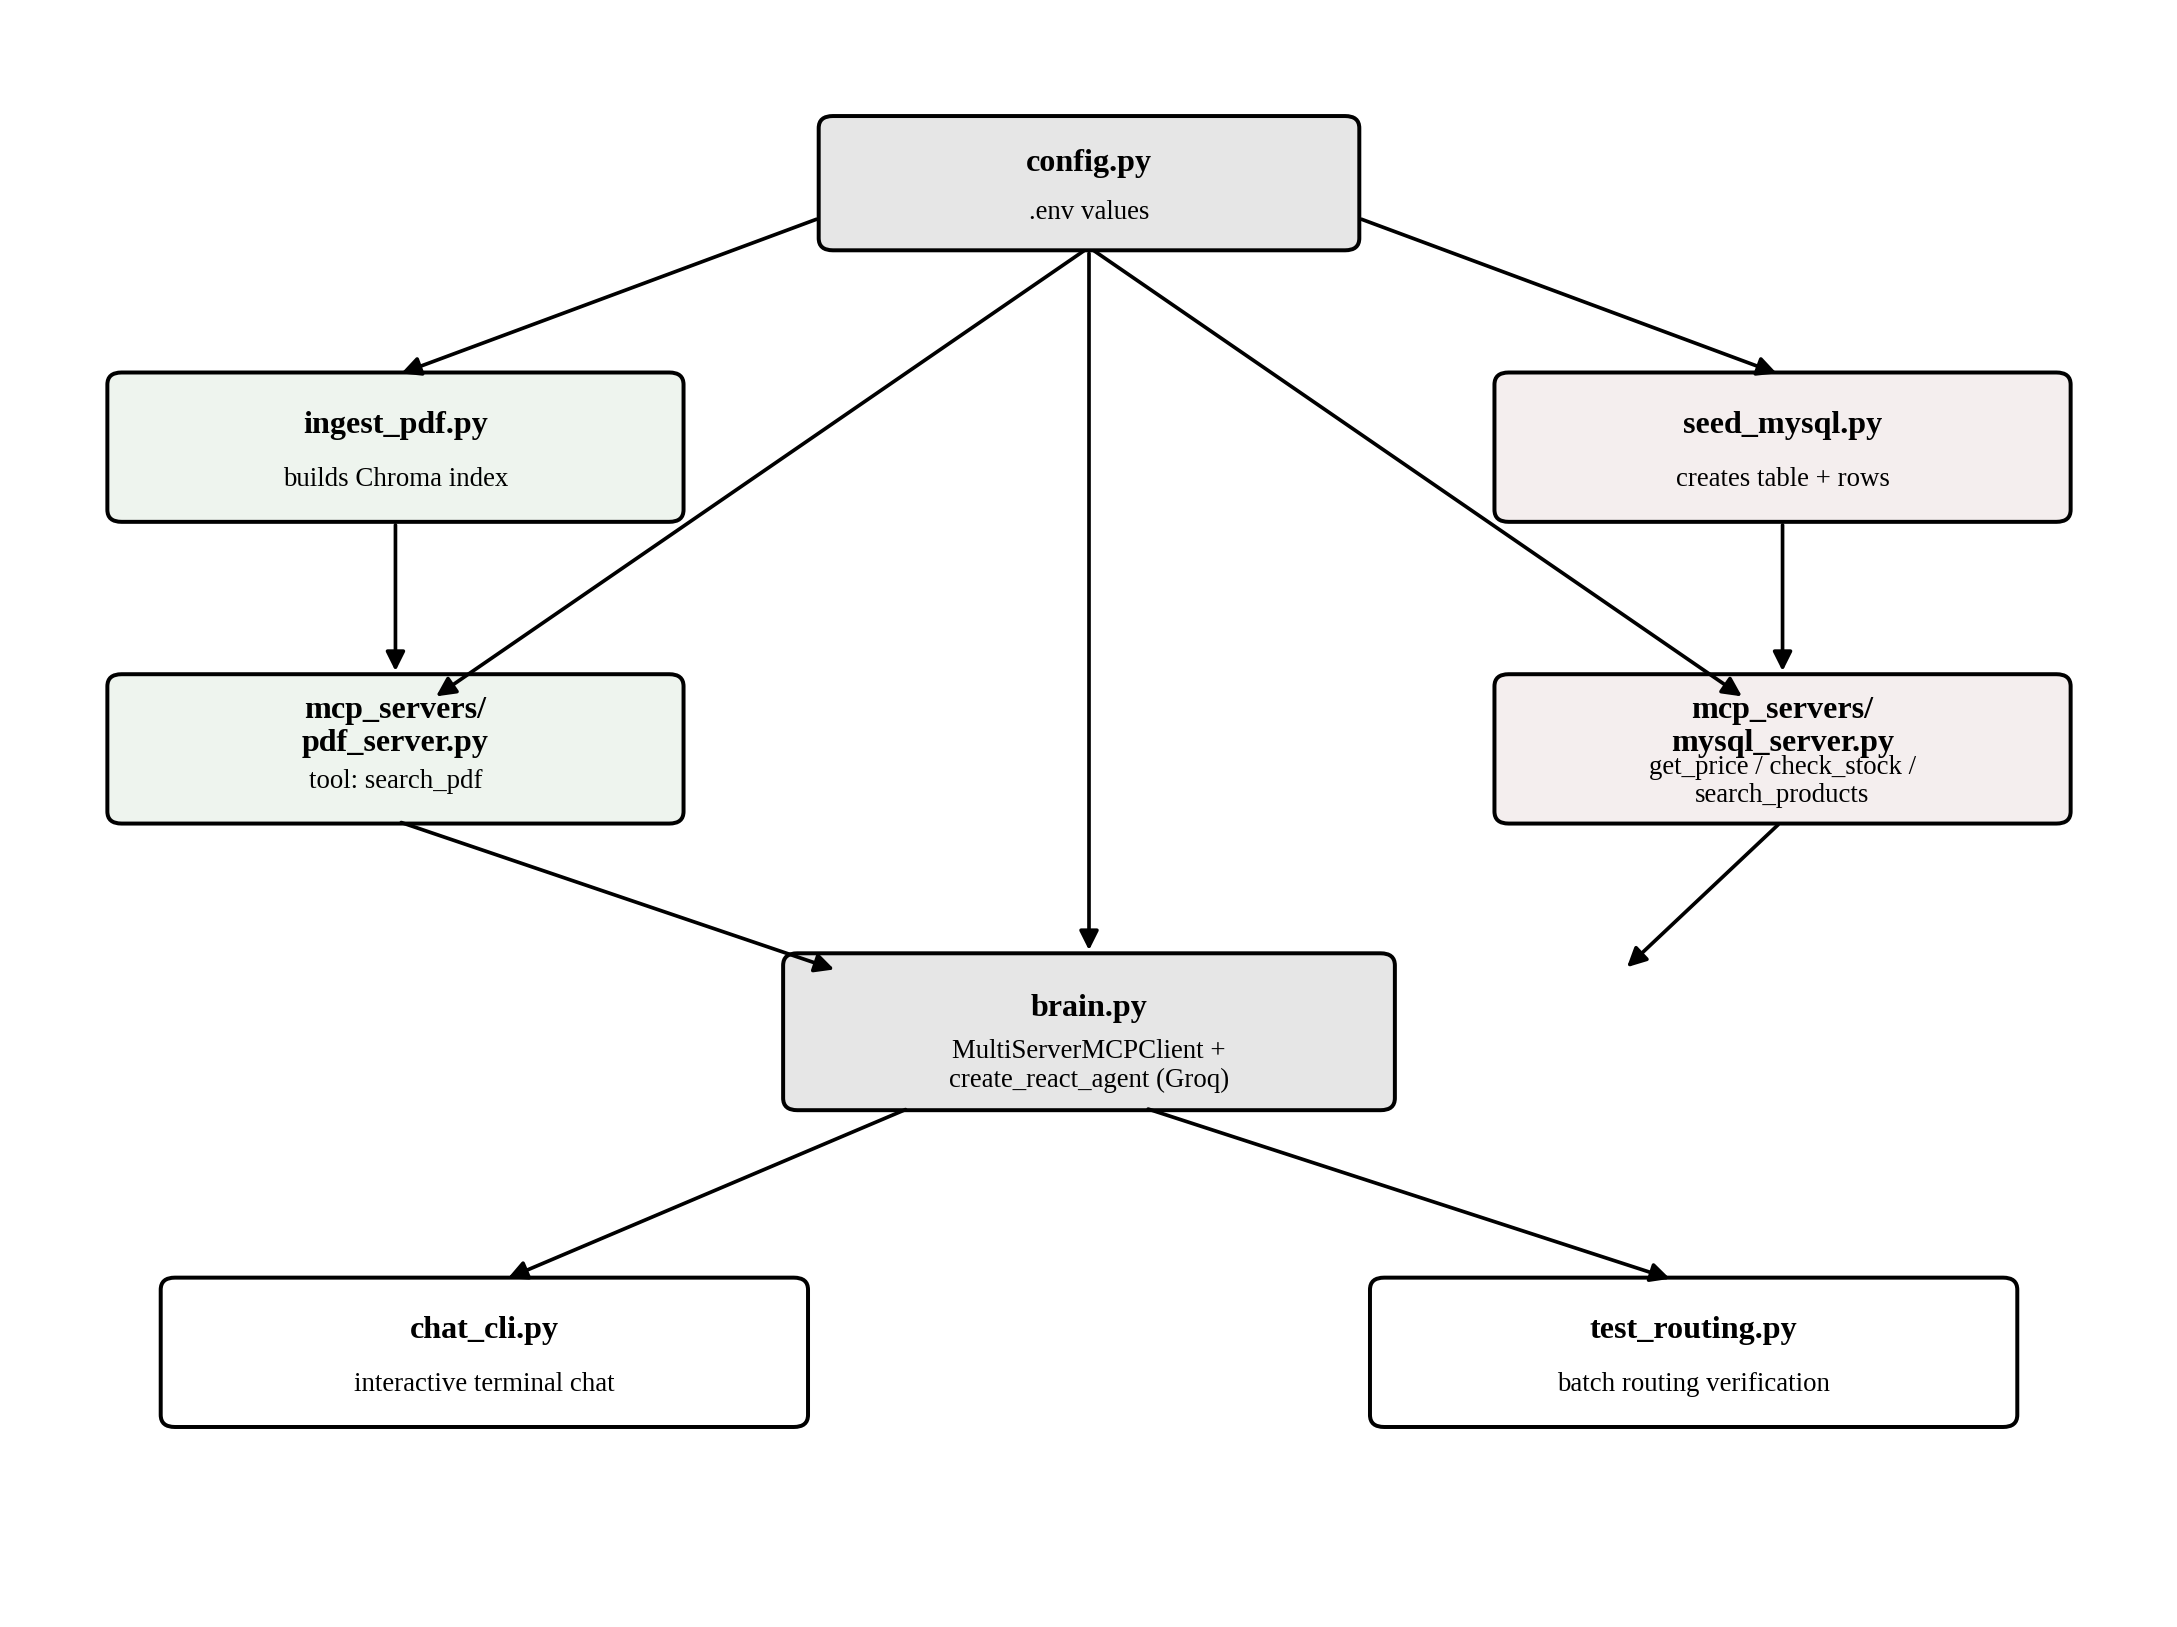 config.py
.env values
ingest_pdf.py
builds Chroma index
seed_mysql.py
creates table + rows
mcp_servers/
pdf_server.py
tool: search_pdf
mcp_servers/
mysql_server.py
get_price / check_stock /
search_products
brain.py
MultiServerMCPClient +
create_react_agent (Groq)
chat_cli.py
interactive terminal chat
test_routing.py
batch routing verification